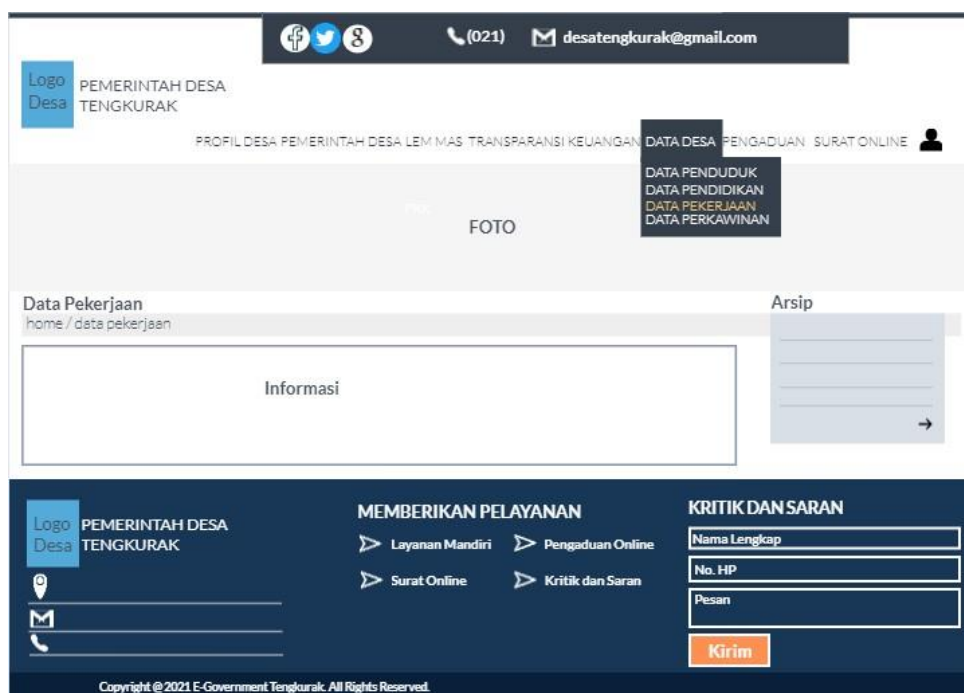 (021) desatengkurak@gmail.com
Logo Desa
PEMERINTAH DESA
TENGKURAK
PROFIL DESA PEMERINTAH DESA LEM MAS TRANSPARANSI KEUANGAN DATA DESA PENGADUAN SURAT ONLINE
DATA PENDUDUK
DATA PENDIDIKAN
DATA PEKERJAAN
DATA PERKAWINAN
FOTO
Data Pekerjaan
home / data pekerjaan
Informasi
Arsip
Logo Desa
PEMERINTAH DESA
TENGKURAK
MEMBERIKAN PELAYANAN
Layanan Mandiri Pengaduan Online
Surat Online Kritik dan Saran
KRITIK DAN SARAN
Nama Lengkap
No. HP
Pesan
Kirim
Copyright @ 2021 E-Government Tengkurak. All Rights Reserved.